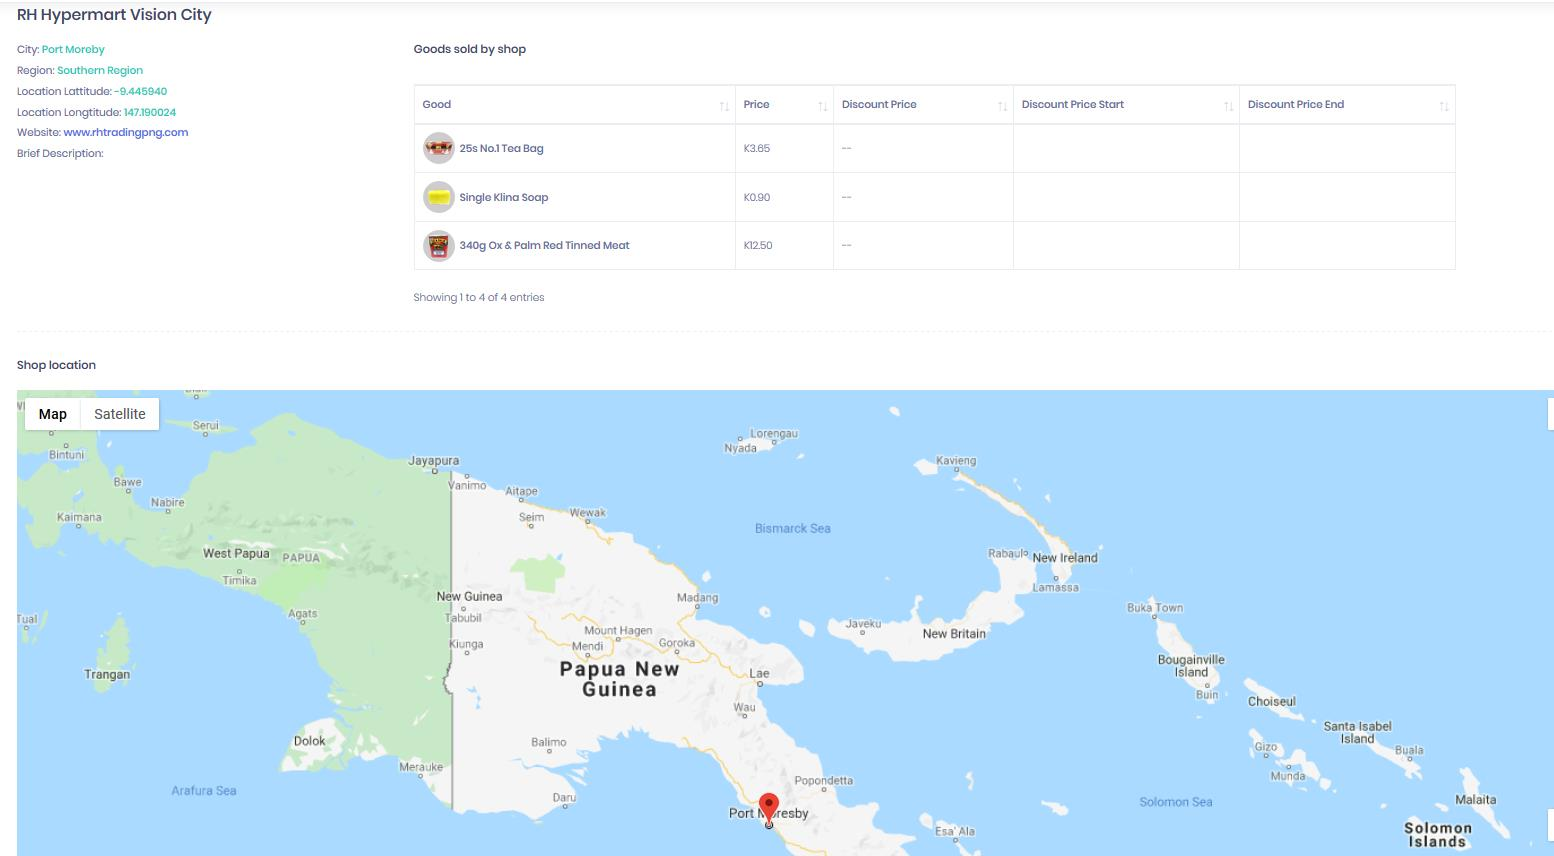 RH Hypermart Vision City
City: Port Moreby
Region: Southern Region
Location Lattitude: -9.445940
Location Longtitude: 147.190024
Website: www.rhtradingpng.com
Brief Description:
Goods sold by shop
Good Price Discount Price Discount Price Start Discount Price End
25s No.1 Tea Bag K3.65 --
Single Klina Soap K0.90 --
340g Ox & Palm Red Tinned Meat K12.50 --
Showing 1 to 4 of 4 entries
Shop location
Map Satellite
Serui
Bintuni
Lorengau
Nyada
Jayapura
Kavieng
Bawe
Vanimo
Aitape
Nabire
Kaimana
Seim
Wewak
Bismarck Sea
West Papua
PAPUA
Rabaul
New Ireland
Timika
Lamassa
New Guinea
Madang
Agats
Tabubil
Buka Town
Tual
Mount Hagen
Javeku
New Britain
Kiunga
Mendi
Goroka
Trangan
Papua New
Guinea
Lae
Bougainville
Island
Buin
Choiseul
Wau
Santa Isabel
Island
Dolok
Balimo
Gizo
Buala
Merauke
Munda
Popondetta
Arafura Sea
Daru
Solomon Sea
Malaita
Port Moresby
Esa'Ala
Solomon
Islands